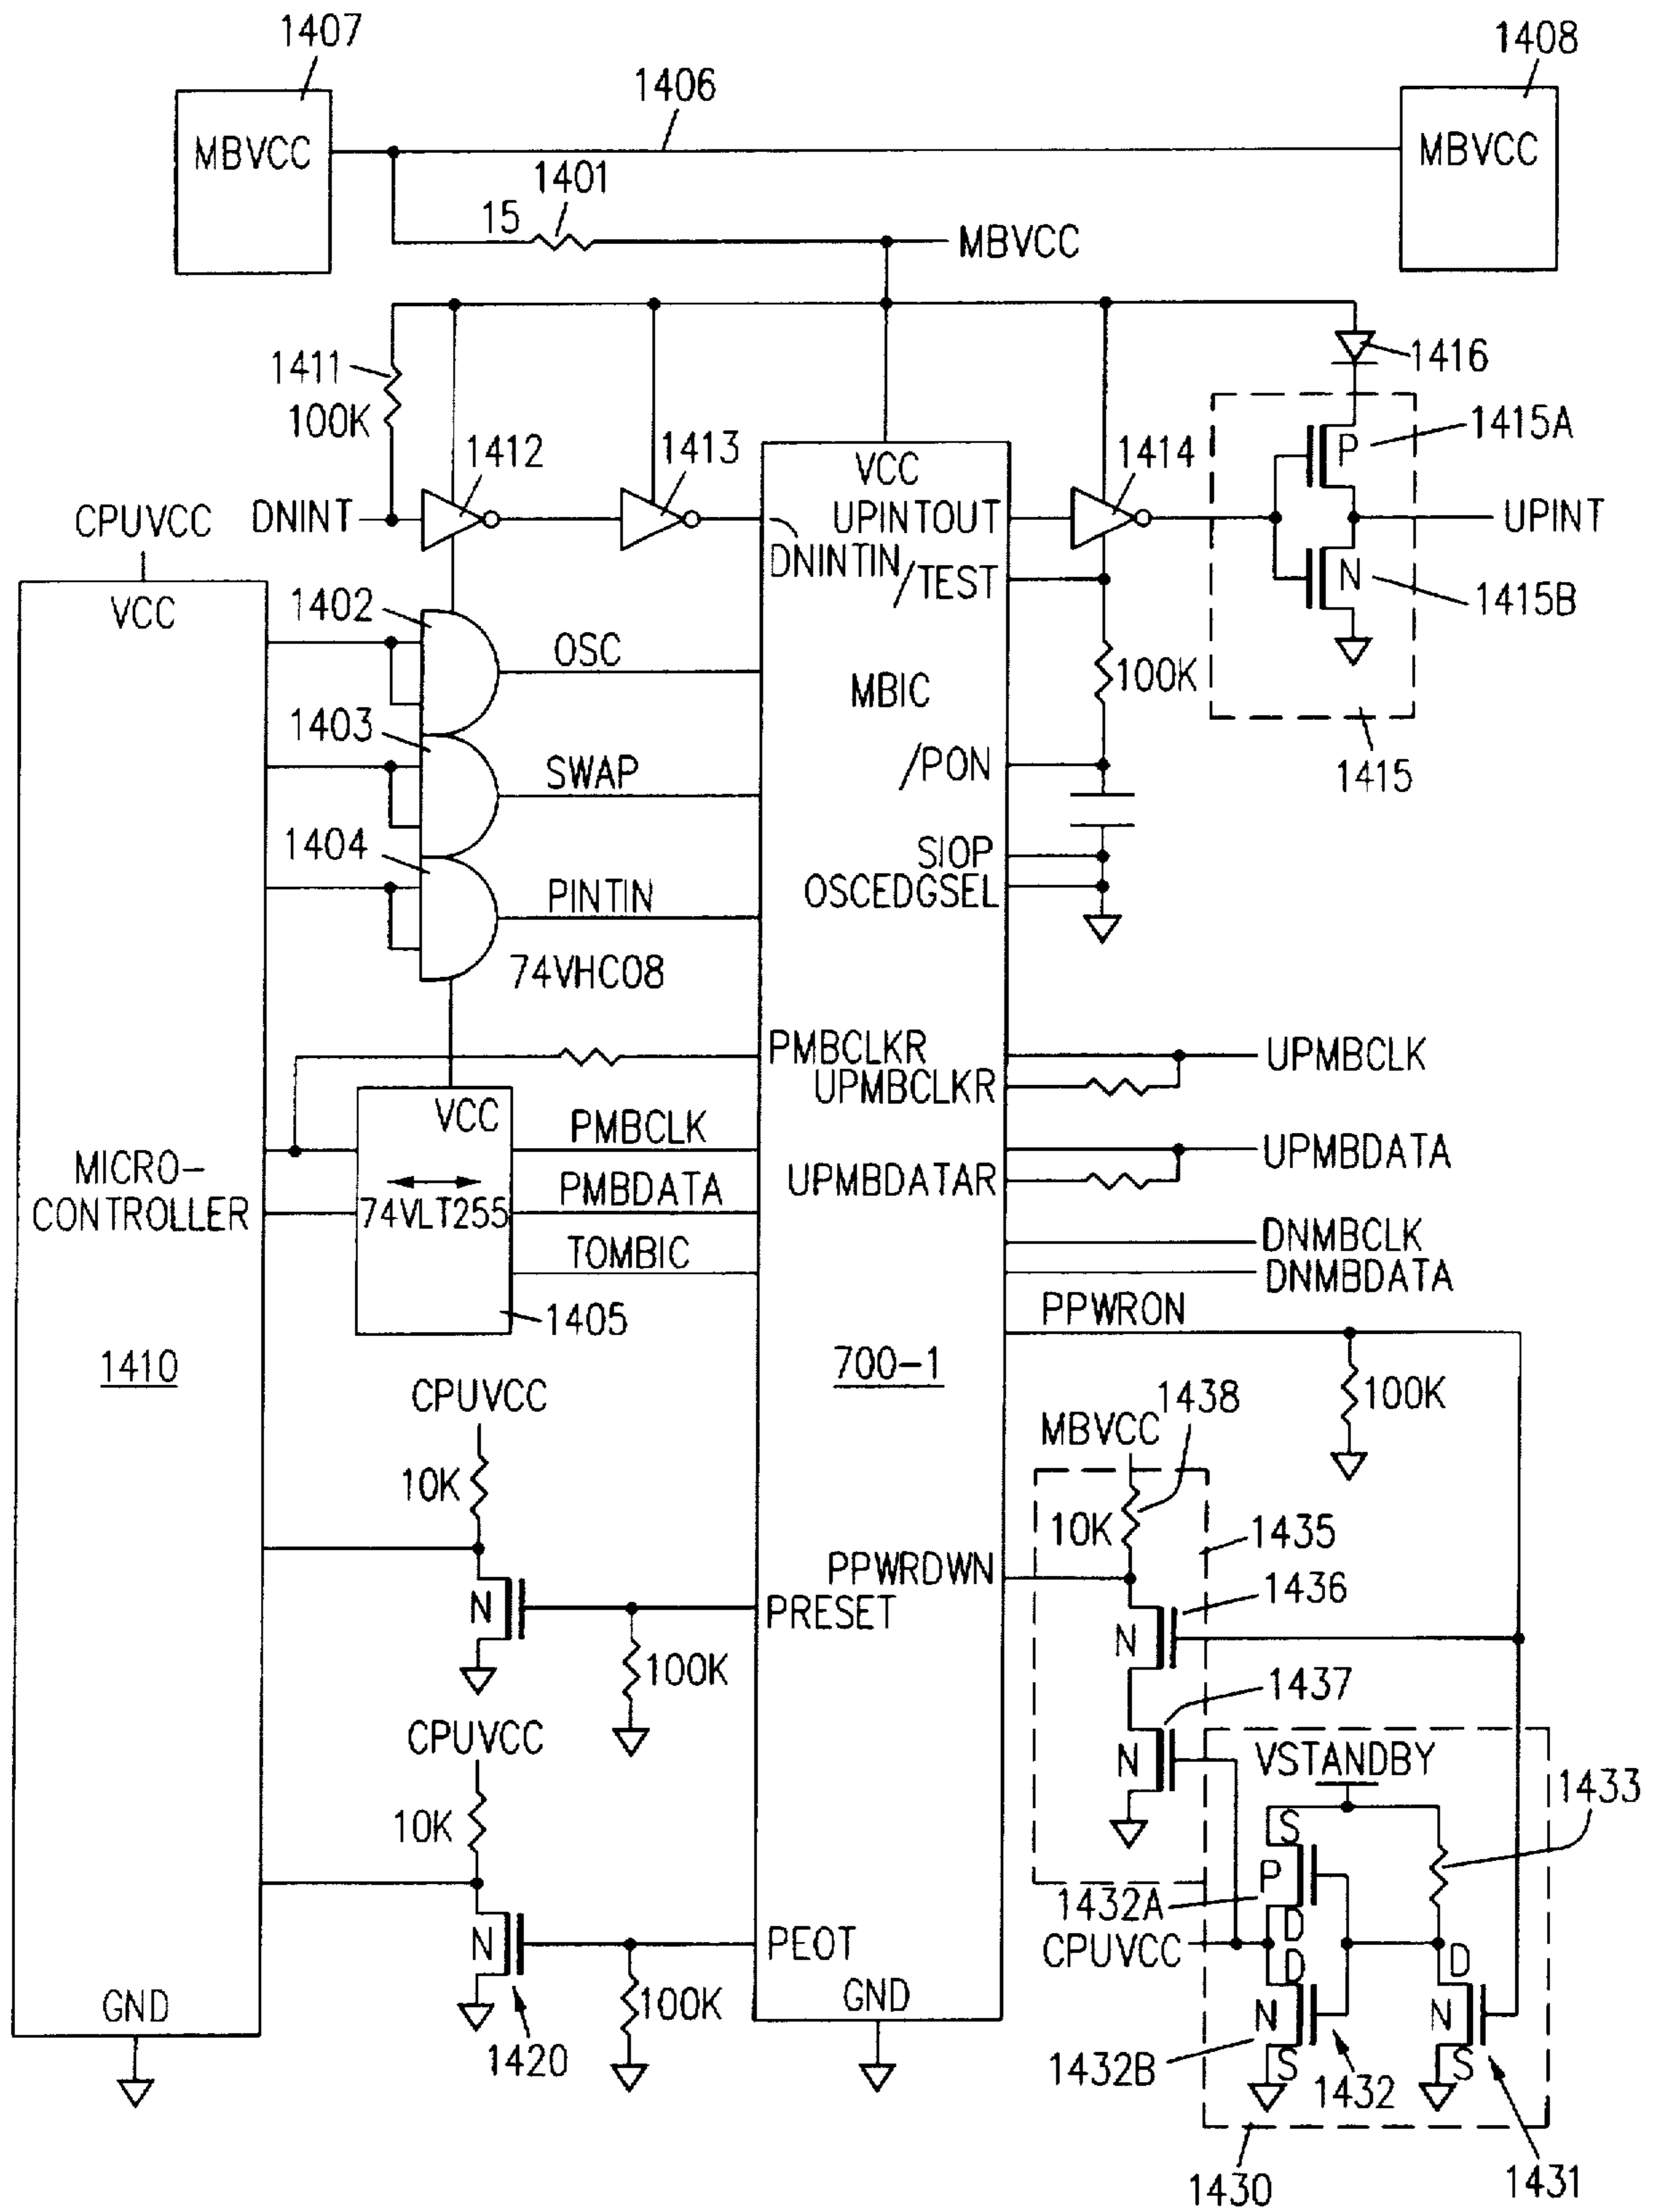 1407
1408
1406
MBVCC
MBVCC
1401
15
MBVCC
1411
100K
1416
1412
1413
1414
1415A
P
VCC
CPUVCC
DNINT
UPINTOUT
UPINT
DNINTIN
/TEST
N
1415B
VCC
1402
OSC
100K
MBIC
1403
/PON
SWAP
1415
1404
SIOP
PINTIN
OSCEDGSEL
74VHC08
PMBCLKR
UPMBCLK
UPMBCLKR
VCC
PMBCLK
UPMBDATA
MICRO-
CONTROLLER
74VLT255
PMBDATA
UPMBDATAR
DNMBCLK
TOMBIC
DNMBDATA
1405
PPWRON
1410
700-1
CPUVCC
1438
100K
MBVCC
10K
10K
1435
PPWRDWN
1436
N
PRESET
N
100K
1437
CPUVCC
N
VSTANDBY
1433
10K
S
P
1432A
D
N
PEOT
CPUVCC
D
D
100K
GND
GND
N
N
1420
1432B
S
1432
S
1430
1431